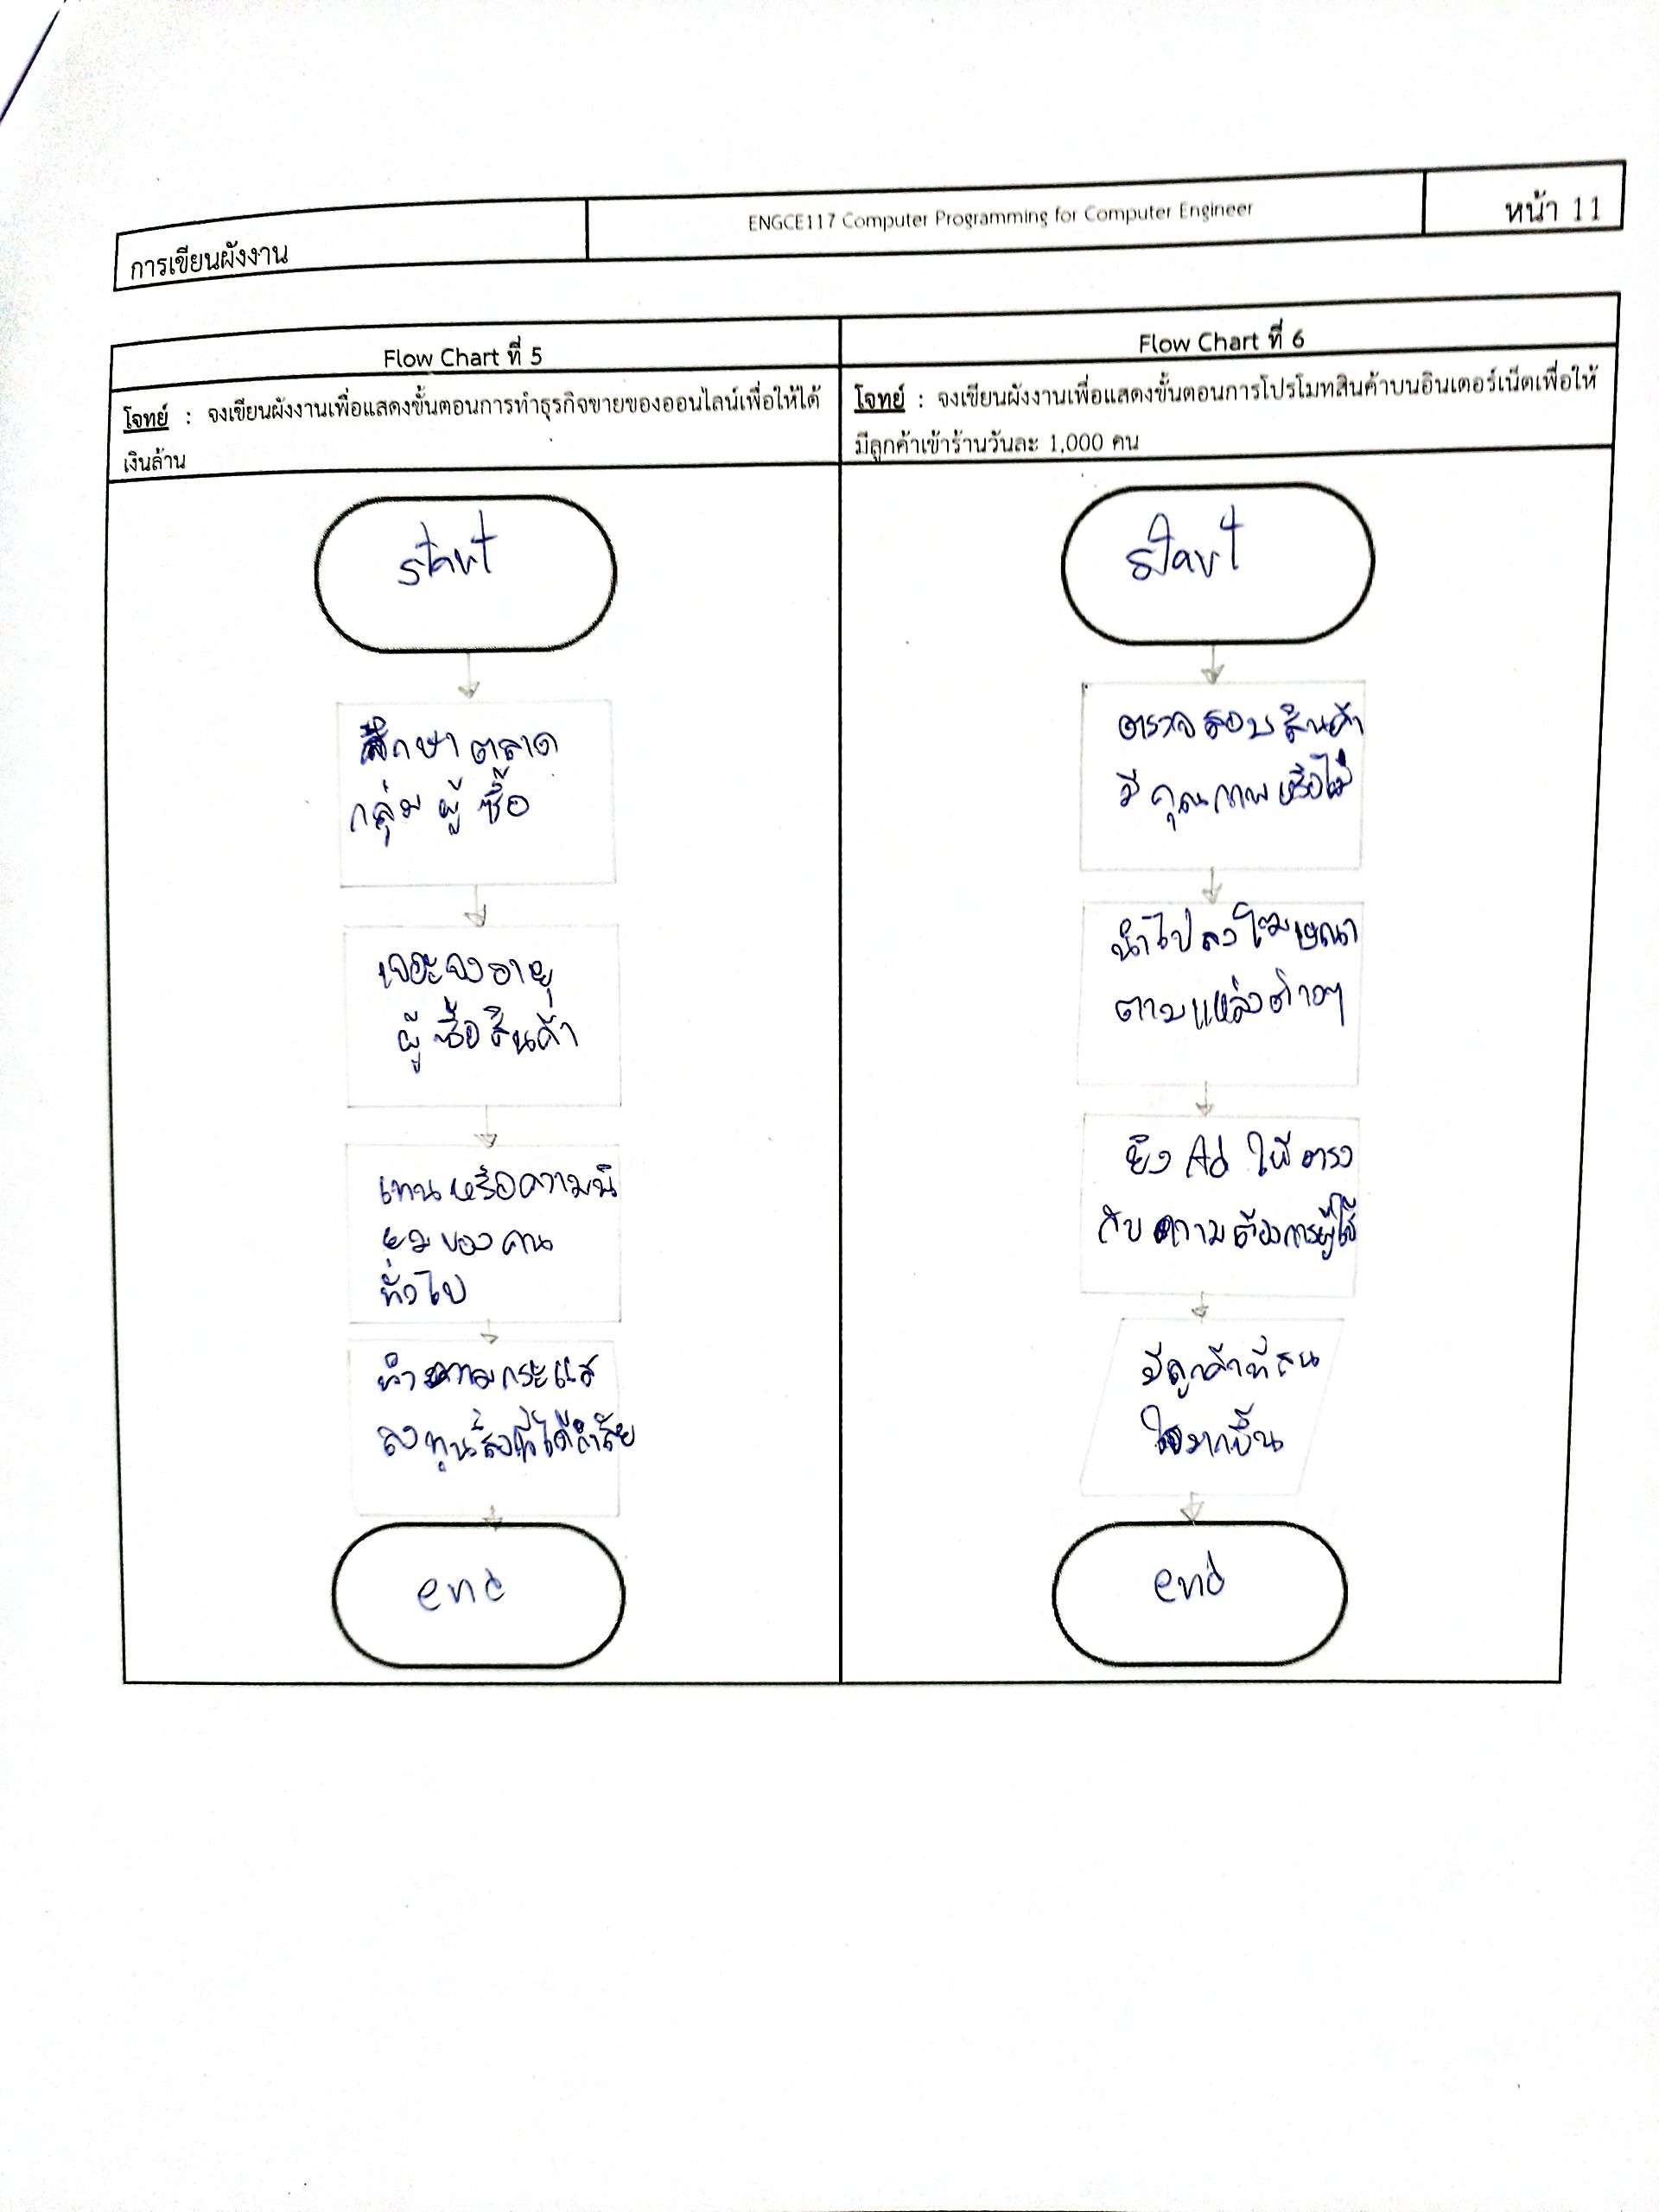 การเขียนผังงาน
ENGCE117 Computer Programming for Computer Engineer
หน้า 11
Flow Chart ที่ 5
โจทย์ : จงเขียนผังงานเพื่อแสดงขั้นตอนการทำธุรกิจขายของออนไลน์เพื่อให้ได้
เงินล้าน
start
ศึกษาตลาด
กลุ่มผู้ซื้อ
เจาะจงอายุ
ผู้ซื้อสินค้า
เทนหรือความนิ
ยมของคน
ทั่วไป
ทำตามกระแส
ลงทุนสิ่งที่ได้กำลัย
end
Flow Chart ที่ 6
โจทย์ : จงเขียนผังงานเพื่อแสดงขั้นตอนการโปรโมทสินค้าบนอินเตอร์เน็ตเพื่อให้
มีลูกค้าเข้าร้านวันละ 1,000 คน
start
ตรวจสอบสินค้า
มีคุณภาพหรือไม่
นำไปลงโฆษณา
ตามแหล่งต่างๆ
ยิง Ad ให้ตรง
กับความต้องการผู้ใช้
มีลูกค้าที่สน
ใจมากขึ้น
end